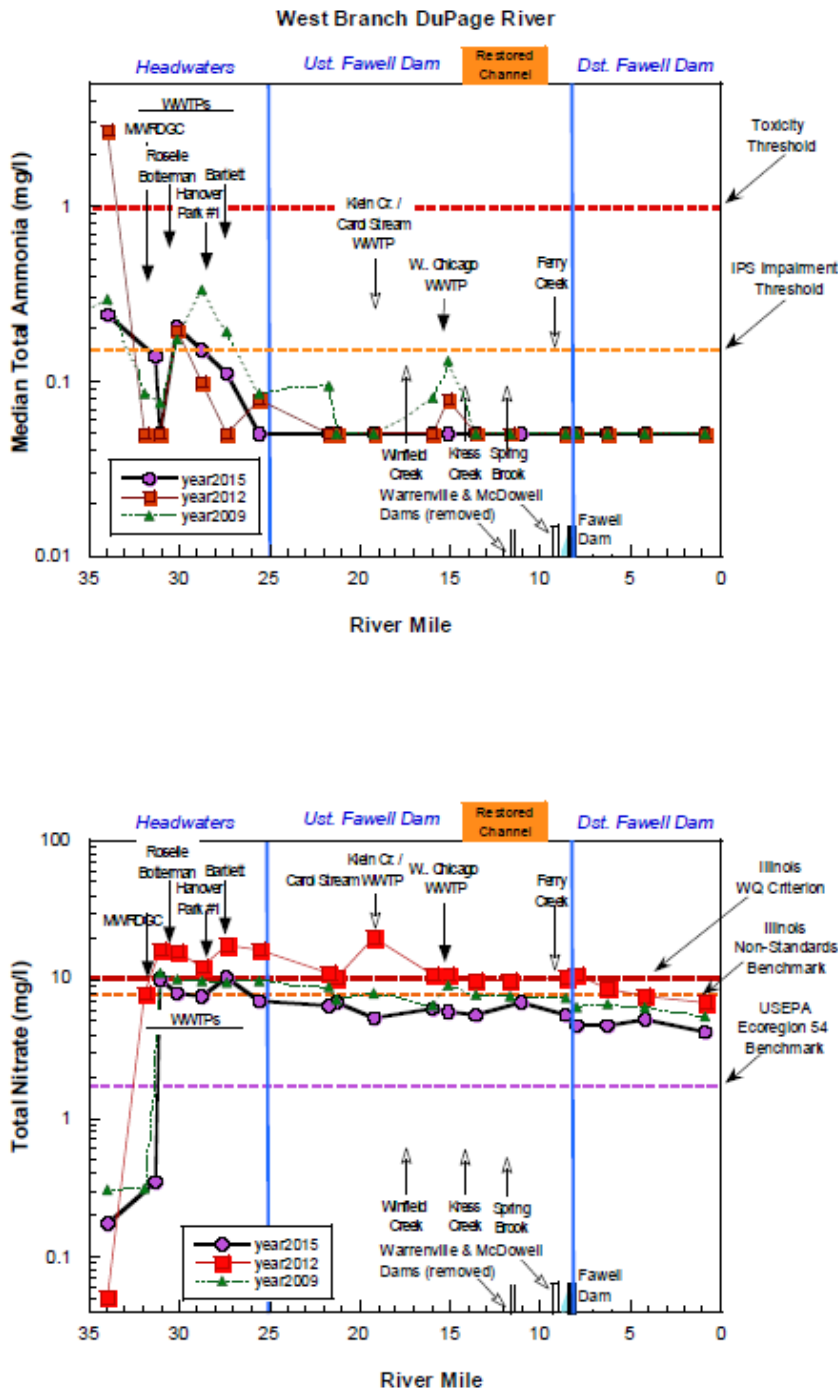 West Branch DuPage River
Headwaters
Ust. Fawell Dam
Restored
Channel
Dst. Fawell Dam
WWTPs
MWRDGC
Roselle
Botterman
Bartlett
Hanover
Park #1
Klein Cr. /
Carol Stream
WWTP
W.. Chicago
WWTP
Ferry
Creek
Toxicity
Threshold
IPS Impairment
Threshold
Median Total Ammonia (mg/l)
1
0.1
0.01
Winfield
Creek
Kress
Creek
Spring
Brook
Warrenville & McDowell
Dams (removed)
Fawell
Dam
year2015
year2012
year2009
35 30 25 20 15 10 5 0
River Mile
Headwaters
Ust. Fawell Dam
Restored
Channel
Dst. Fawell Dam
Roselle
Botterman
Bartlett
Hanover
Park #1
MWRDGC
WWTPs
Klein Cr. /
Carol Stream WWTP
W.. Chicago
WWTP
Ferry
Creek
Illinois
WQ Criterion
Illinois
Non-Standards
Benchmark
USEPA
Ecoregion 54
Benchmark
Total Nitrate (mg/l)
100
10
1
0.1
Winfield
Creek
Kress
Creek
Spring
Brook
Warrenville & McDowell
Dams (removed)
Fawell
Dam
year2015
year2012
year2009
35 30 25 20 15 10 5 0
River Mile